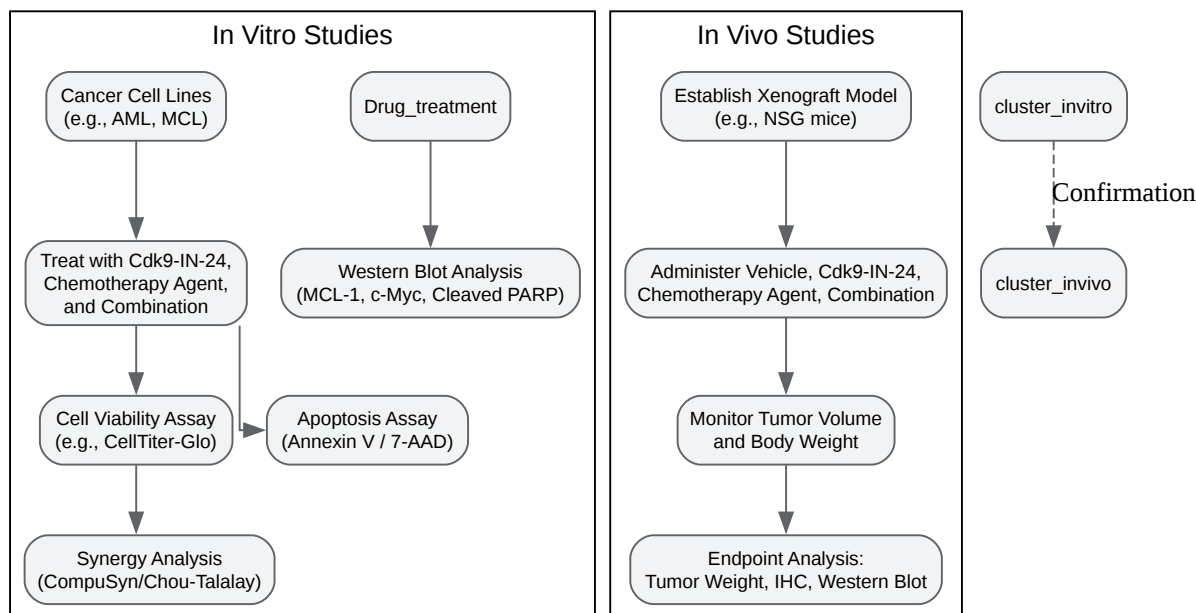 In Vitro Studies
Cancer Cell Lines
(e.g., AML, MCL)
Drug_treatment
Treat with Cdk9-IN-24,
Chemotherapy Agent,
and Combination
Western Blot Analysis
(MCL-1, c-Myc, Cleaved PARP)
Cell Viability Assay
(e.g., CellTiter-Glo)
Apoptosis Assay
(Annexin V / 7-AAD)
Synergy Analysis
(CompuSyn/Chou-Talalay)
In Vivo Studies
Establish Xenograft Model
(e.g., NSG mice)
Administer Vehicle, Cdk9-IN-24,
Chemotherapy Agent, Combination
Monitor Tumor Volume
and Body Weight
Endpoint Analysis:
Tumor Weight, IHC, Western Blot
cluster_invitro
Confirmation
cluster_invivo